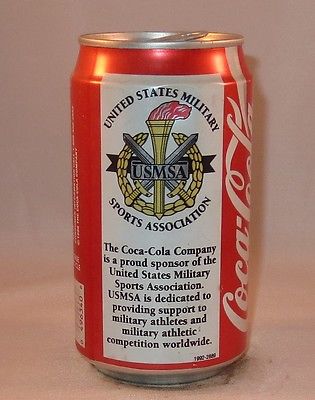 UNITED STATES MILITARY
USMSA
SPORTS ASSOCIATION
The Coca-Cola Company
is a proud sponsor of the
United States Military
Sports Association.
USMSA is dedicated to
providing support to
military athletes and
military athletic
competition worldwide.
Coca-Cola